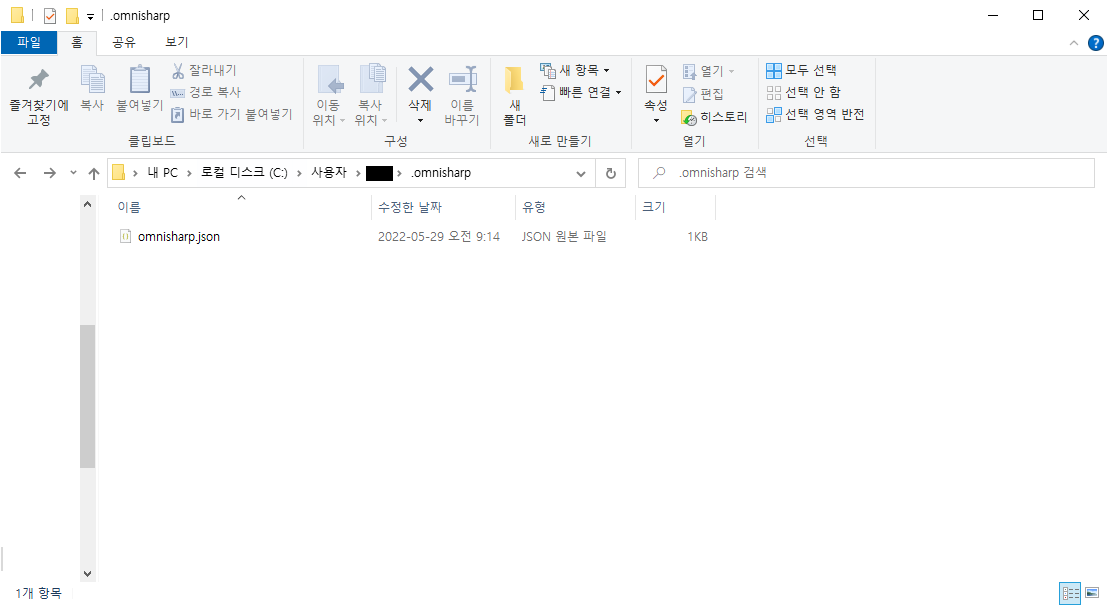 .omnisharp
파일 홈 공유 보기
즐겨찾기에
고정
복사
붙여넣기
잘라내기
경로 복사
바로 가기 붙여넣기
클립보드
이동
위치
복사
위치
삭제
이름
바꾸기
구성
새
폴더
새 항목
빠른 연결
새로 만들기
속성
열기
편집
히스토리
열기
모두 선택
선택 안 함
선택 영역 반전
선택
내 PC > 로컬 디스크 (C:) > 사용자 > > .omnisharp
.omnisharp 검색
이름 수정한 날짜 유형 크기
omnisharp.json 2022-05-29 오전 9:14 JSON 원본 파일 1KB
1개 항목